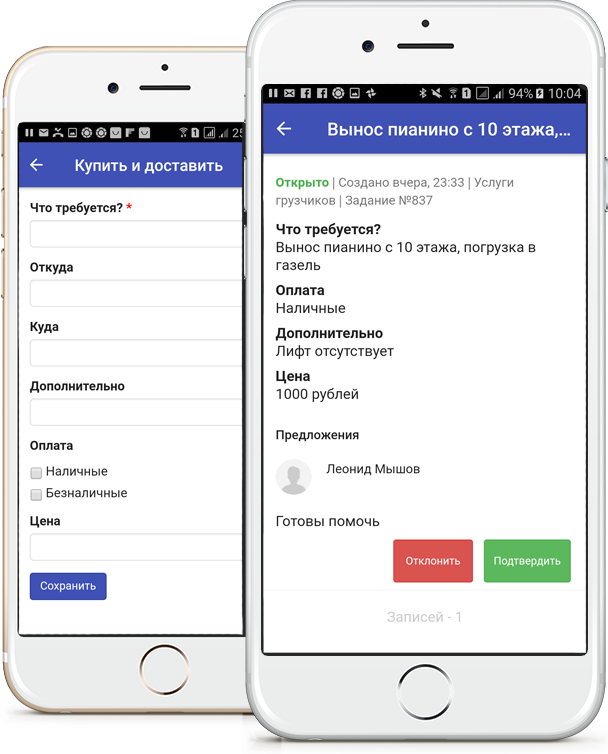 25
Купить и доставить
Что требуется? *
Откуда
Куда
Дополнительно
Оплата
Наличные
Безналичные
Цена
Сохранить
94% 10:04
Вынос пианино с 10 этажа,...
Открыто | Создано вчера, 23:33 | Услуги
грузчиков | Задание №837
Что требуется?
Вынос пианино с 10 этажа, погрузка в
газель
Оплата
Наличные
Дополнительно
Лифт отсутствует
Цена
1000 рублей
Предложения
Леонид Мышов
Готовы помочь
Отклонить
Подтвердить
Записей - 1